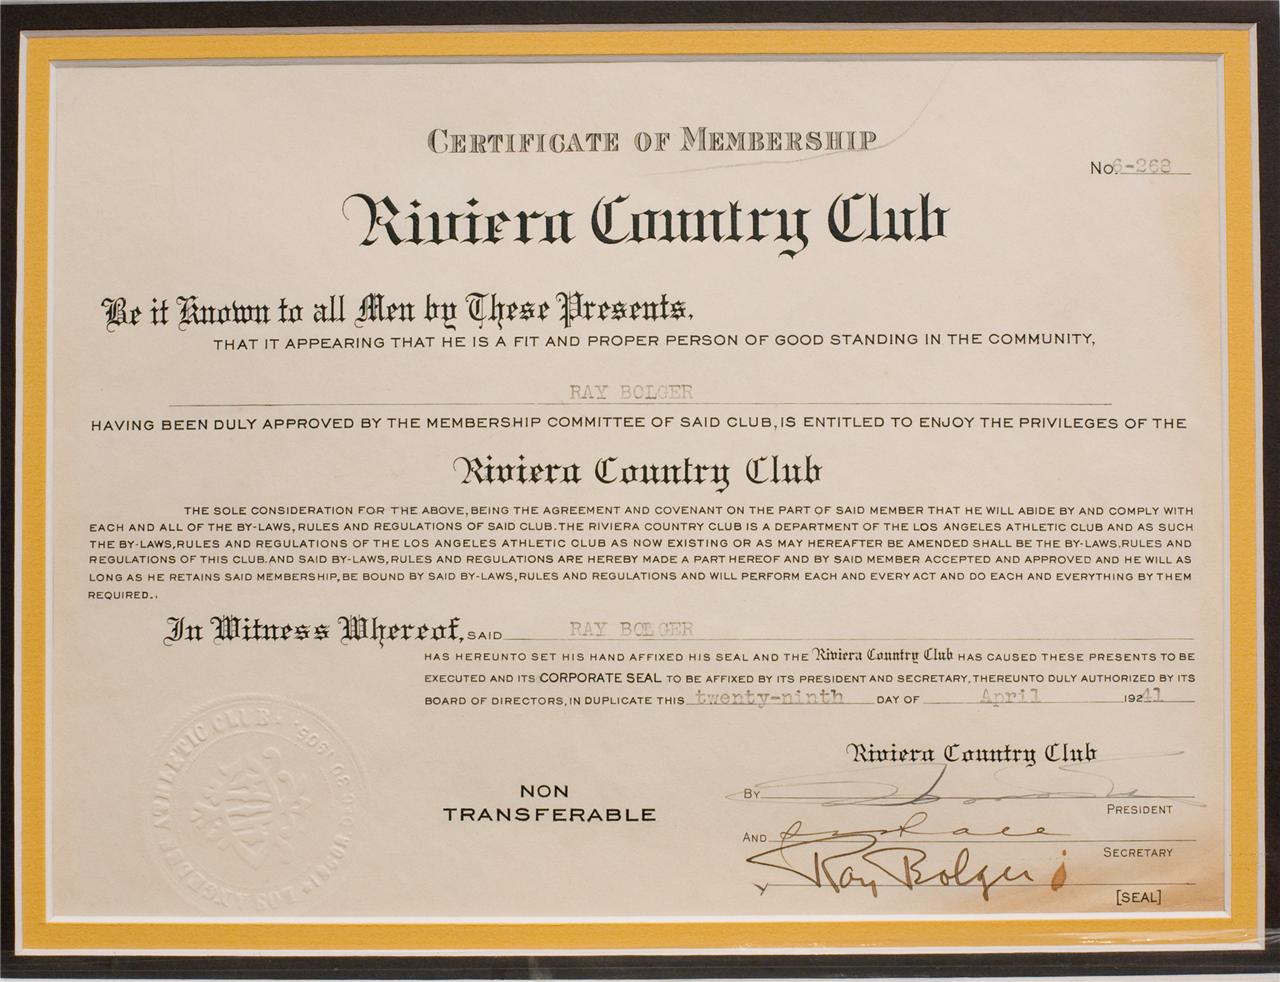 CERTIFICATE OF MEMBERSHIP
No. 6-268
Riviera Country Club
Be it Known to all Men by These Presents,
THAT IT APPEARING THAT HE IS A FIT AND PROPER PERSON OF GOOD STANDING IN THE COMMUNITY,
RAY BOLGER
HAVING BEEN DULY APPROVED BY THE MEMBERSHIP COMMITTEE OF SAID CLUB, IS ENTITLED TO ENJOY THE PRIVILEGES OF THE
Riviera Country Club
THE SOLE CONSIDERATION FOR THE ABOVE, BEING THE AGREEMENT AND COVENANT ON THE PART OF SAID MEMBER THAT HE WILL ABIDE BY AND COMPLY WITH
EACH AND ALL OF THE BY-LAWS, RULES AND REGULATIONS OF SAID CLUB. THE RIVIERA COUNTRY CLUB IS A DEPARTMENT OF THE LOS ANGELES ATHLETIC CLUB AND AS SUCH
THE BY-LAWS, RULES AND REGULATIONS OF THE LOS ANGELES ATHLETIC CLUB AS NOW EXISTING OR AS MAY HEREAFTER BE AMENDED SHALL BE THE BY-LAWS, RULES AND
REGULATIONS OF THIS CLUB. AND SAID BY-LAWS, RULES AND REGULATIONS ARE HEREBY MADE A PART HEREOF AND BY SAID MEMBER ACCEPTED AND APPROVED AND HE WILL AS
LONG AS HE RETAINS SAID MEMBERSHIP, BE BOUND BY SAID BY-LAWS, RULES AND REGULATIONS AND WILL PERFORM EACH AND EVERY ACT AND DO EACH AND EVERYTHING BY THEM
REQUIRED..
In Witness Whereof, SAID RAY BOLGER
HAS HEREUNTO SET HIS HAND AFFIXED HIS SEAL AND THE Riviera Country Club HAS CAUSED THESE PRESENTS TO BE
EXECUTED AND ITS CORPORATE SEAL TO BE AFFIXED BY ITS PRESIDENT AND SECRETARY, THEREUNTO DULY AUTHORIZED BY ITS
BOARD OF DIRECTORS, IN DUPLICATE THIS twenty-ninth DAY OF April 19241
Riviera Country Club
NON
TRANSFERABLE
BY
PRESIDENT
AND
SECRETARY
Ray Bolger
[SEAL]
LOS ANGELES ATHLETIC CLUB